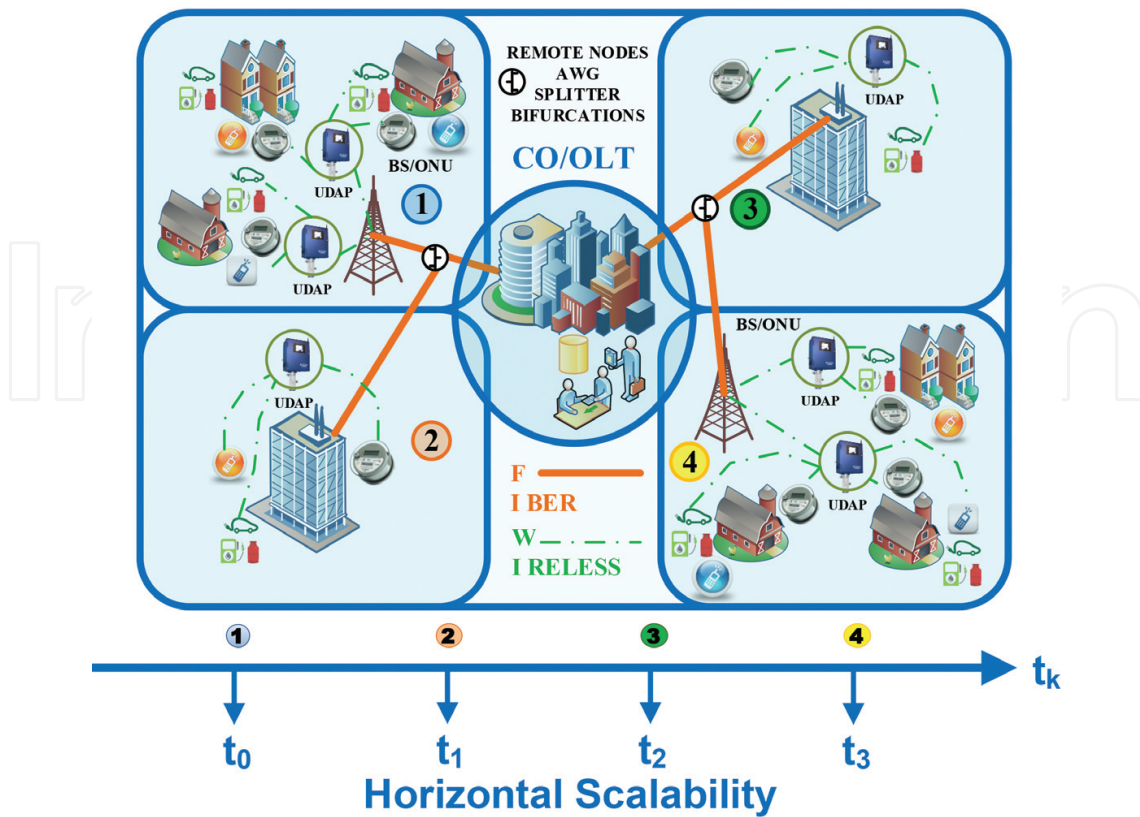 REMOTE NODES
AWG
SPLITTER
BIFURCATIONS
CO/OLT
UDAP
BS/ONU
1
UDAP
UDAP
3
UDAP
2
BS/ONU
UDAP
4
UDAP
F
I BER
W
I RELESS
1
2
3
4
t0
t1
t2
t3
tk
Horizontal Scalability